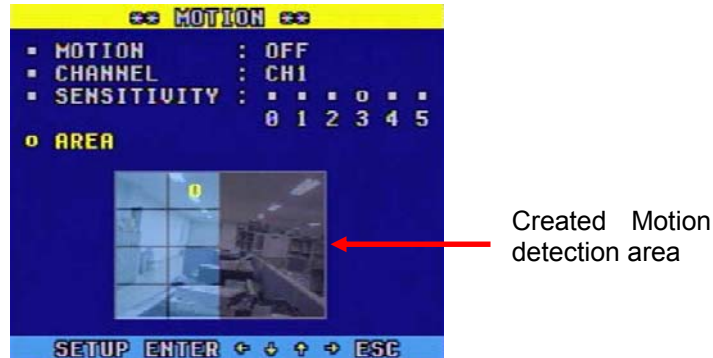 ** MOTION **
▪ MOTION : OFF
▪ CHANNEL : CH1
▪ SENSITIVITY : ▪ ▪ ▪ o ▪ ▪
0 1 2 3 4 5
o AREA
0
Created Motion
detection area
SETUP ENTER ← ↓ ↑ → ESC